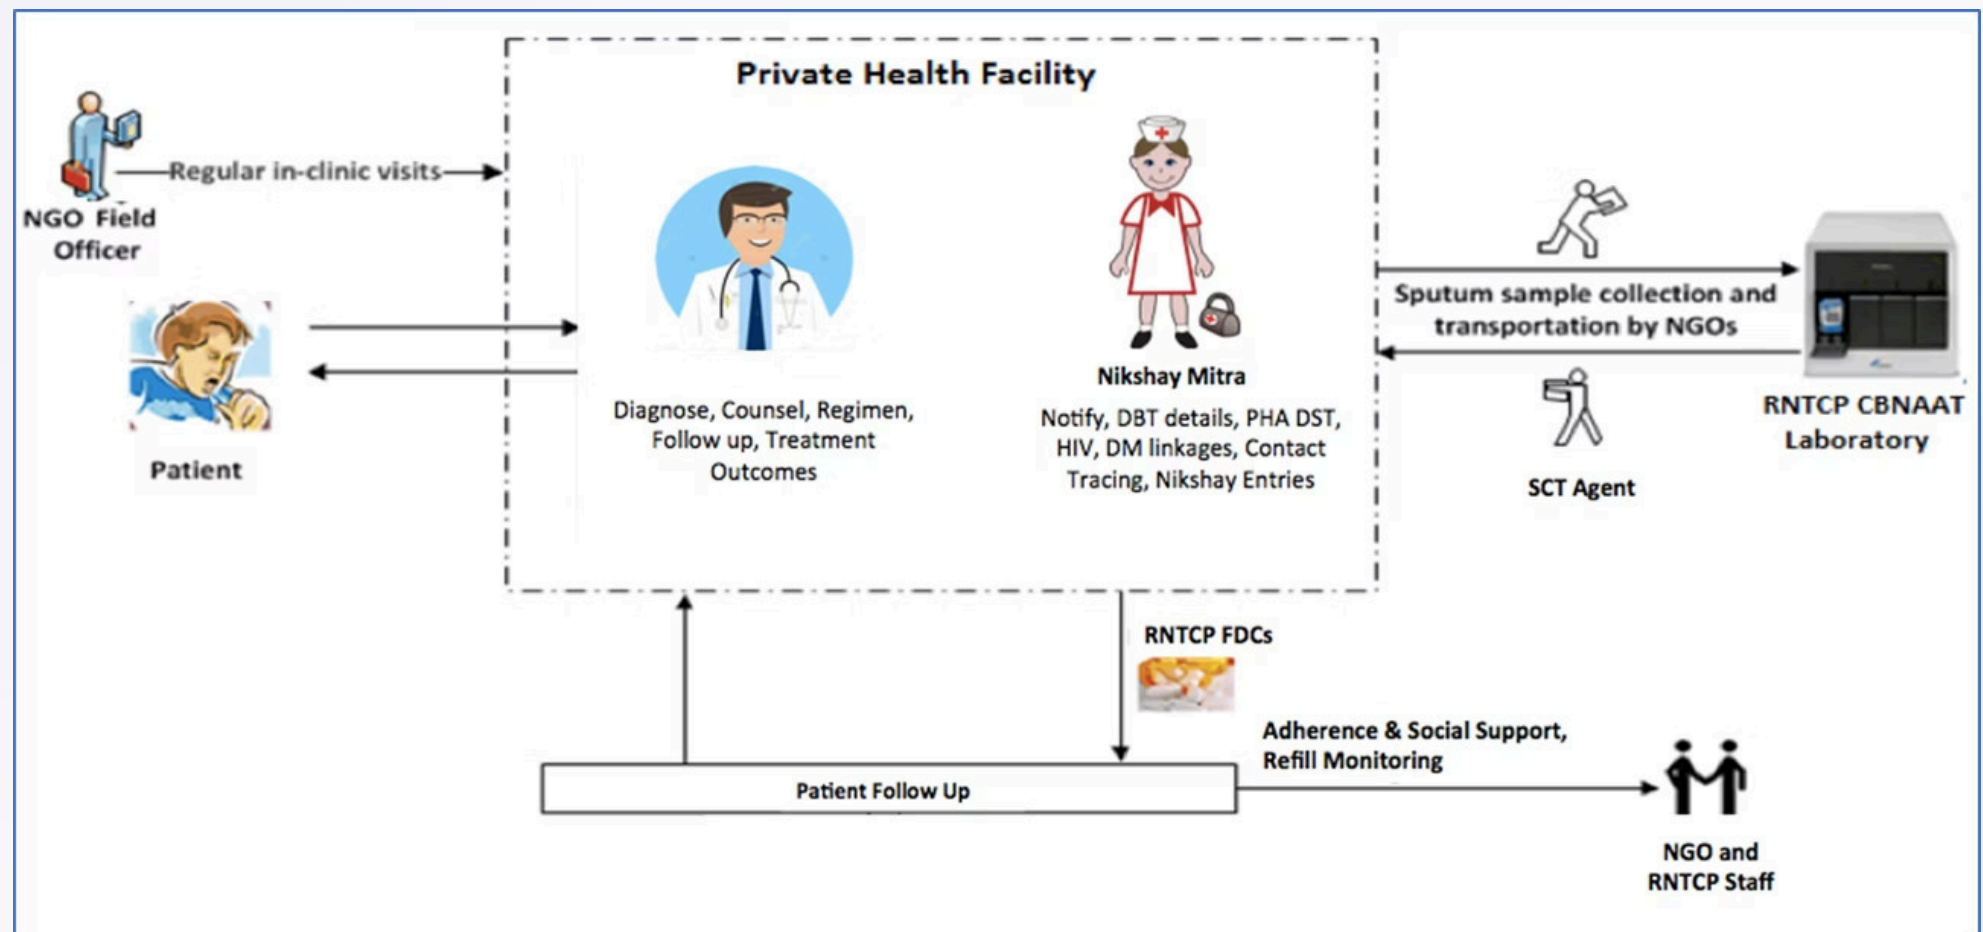 Private Health Facility
Regular in-clinic visits
NGO Field
Officer
Patient
Diagnose, Counsel, Regimen,
Follow up, Treatment
Outcomes
Nikshay Mitra
Notify, DBT details, PHA DST,
HIV, DM linkages, Contact
Tracing, Nikshay Entries
Sputum sample collection and
transportation by NGOs
SCT Agent
RNTCP CBNAAT
Laboratory
RNTCP FDCs
Patient Follow Up
Adherence & Social Support,
Refill Monitoring
NGO and
RNTCP Staff